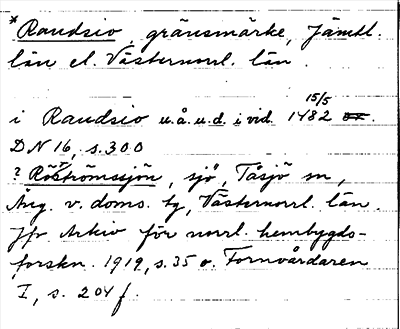 *Raudsio, gränsmärke, Jämtl.
län el. Västernorrl. län.
i Raudsio u.å.u.d. i vid. 15/5 1482 or.
DN 16, s. 300
? Röströmssjön, sjö, Tåsjö sn,
Ång. v. doms. tg, Västernorrl. län.
Jfr Arkiv för norrl. hembygds-
forskn. 1919, s. 35 o. Fornvårdaren
I, s. 204 f.